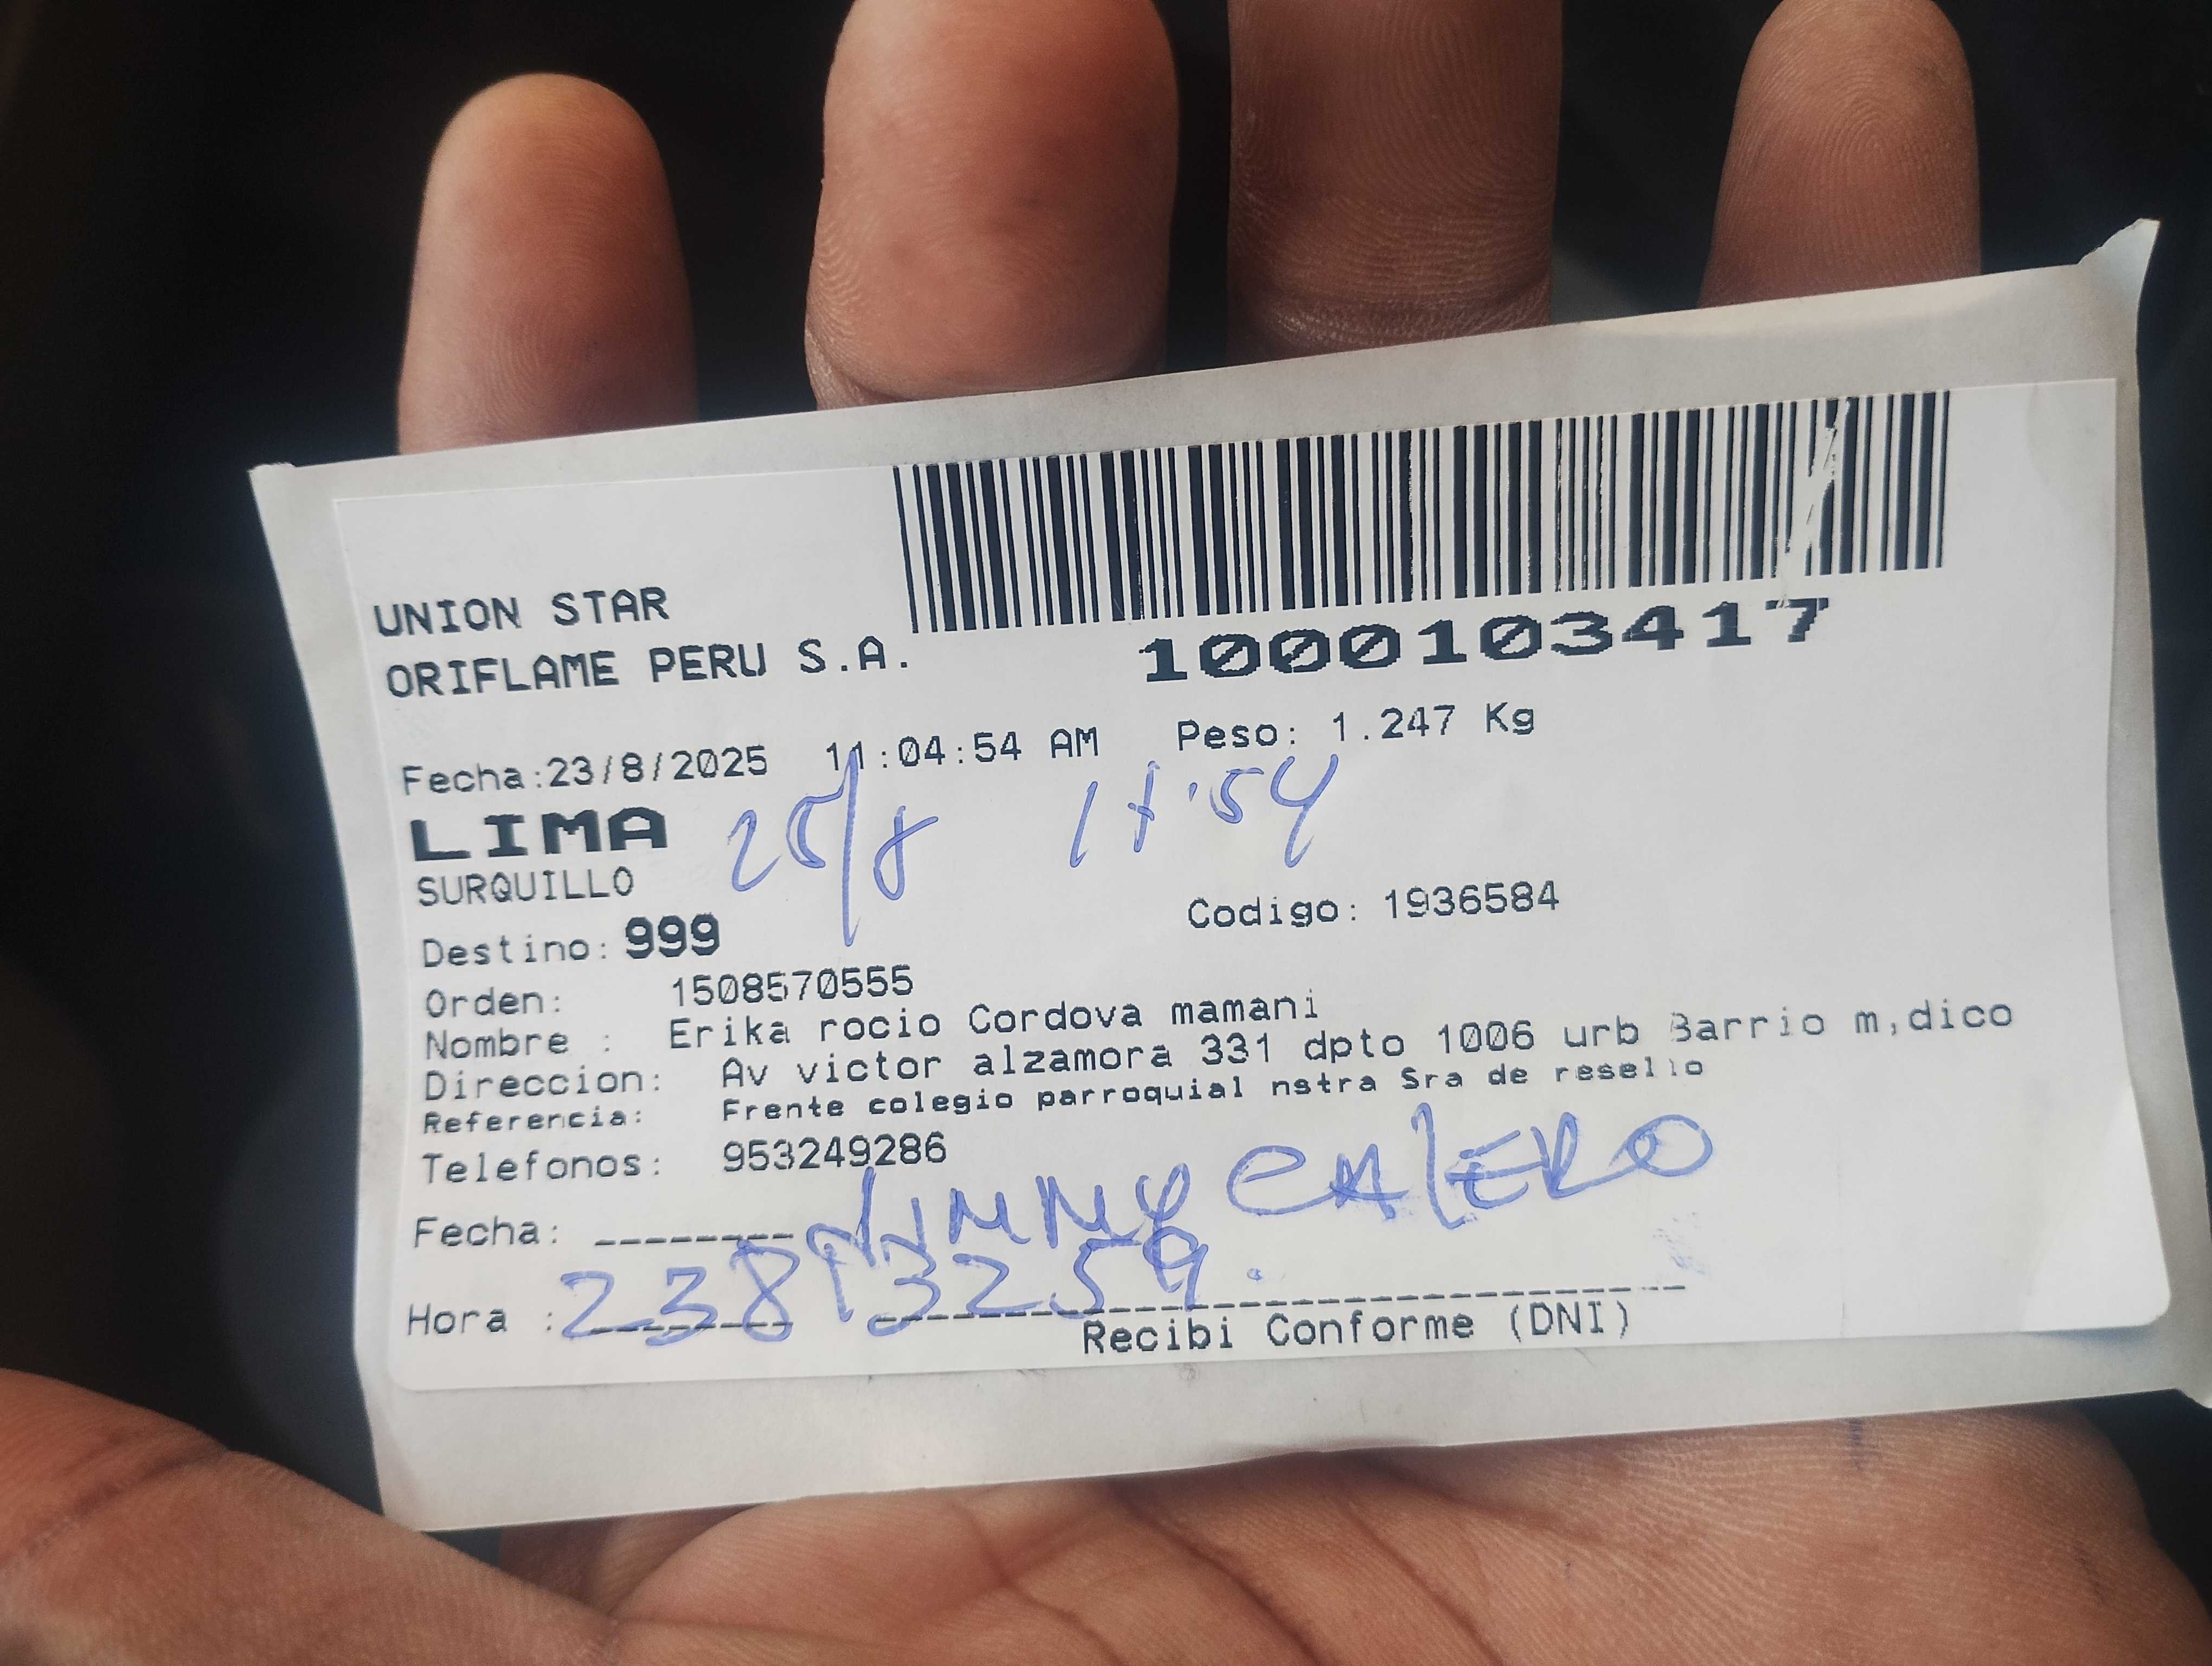 UNION STAR
ORIFLAME PERU S.A.
1000103417
Fecha:23/8/2025 11:04:54 AM Peso: 1.247 Kg
LIMA
25/8 17:54
SURQUILLO
Destino: 999 Codigo: 1936584
Orden: 1508570555
Nombre : Erika rocio Cordova mamani
Direccion: Av victor alzamora 331 dpto 1006 urb Barrio m,dico
Referencia: Frente colegio parroquial nstra Sra de resello
Telefonos: 953249286
Fecha: JIMMY CALERO
Hora :
Recibi Conforme (DNI)